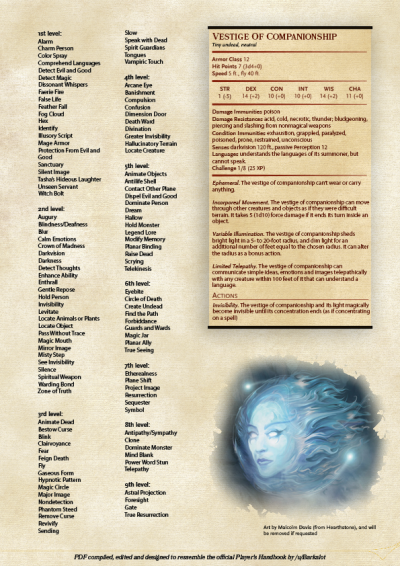 1st level:
Alarm
Charm Person
Color Spray
Comprehend Languages
Detect Evil and Good
Detect Magic
Dissonant Whispers
Faerie Fire
False Life
Feather Fall
Fog Cloud
Hex
Identify
Illusory Script
Mage Armor
Protection From Evil and
Good
Sanctuary
Silent Image
Tasha's Hideous Laughter
Unseen Servant
Witch Bolt
2nd level:
Augury
Blindness/Deafness
Blur
Calm Emotions
Crown of Madness
Darkvision
Darkness
Detect Thoughts
Enhance Ability
Enthrall
Gentle Repose
Hold Person
Invisibility
Levitate
Locate Animals or Plants
Locate Object
Pass Without Trace
Magic Mouth
Mirror Image
Misty Step
See Invisibility
Silence
Spiritual Weapon
Warding Bond
Zone of Truth
3rd level:
Animate Dead
Bestow Curse
Blink
Clairvoyance
Fear
Feign Death
Fly
Gaseous Form
Hypnotic Pattern
Magic Circle
Major Image
Nondetection
Phantom Steed
Remove Curse
Revivify
Sending
Slow
Speak with Dead
Spirit Guardians
Tongues
Vampiric Touch
4th level:
Arcane Eye
Banishment
Compulsion
Confusion
Dimension Door
Death Ward
Divination
Greater Invisibility
Hallucinatory Terrain
Locate Creature
5th level:
Animate Objects
Antilife Shell
Contact Other Plane
Dispel Evil and Good
Dominate Person
Dream
Hallow
Hold Monster
Legend Lore
Modify Memory
Planar Binding
Raise Dead
Scrying
Telekinesis
6th level:
Eyebite
Circle of Death
Create Undead
Find the Path
Forbiddance
Guards and Wards
Magic Jar
Planar Ally
True Seeing
7th level:
Etherealness
Plane Shift
Project Image
Resurrection
Sequester
Symbol
8th level:
Antipathy/Sympathy
Clone
Dominate Monster
Mind Blank
Power Word Stun
Telepathy
9th level:
Astral Projection
Foresight
Gate
True Resurrection
VESTIGE OF COMPANIONSHIP
Tiny undead, neutral
Armor Class 12
Hit Points 7 (3d4+0)
Speed 5 ft., fly 40 ft.
STR DEX CON INT WIS CHA
1 (-5) 14 (+2) 10 (+0) 10 (+0) 14 (+2) 11 (+0)
Damage Immunities poison
Damage Resistances acid, cold, necrotic, thunder, bludgeoning,
piercing and slashing from nonmagical weapons
Condition Immunities exhaustion, grappled, paralyzed,
poisoned, prone, restrained, unconscious
Senses darkvision 120 ft., passive Perception 12
Languages understands the languages of its summoner, but
cannot speak.
Challenge 1/8 (25 XP)
Ephemeral. The vestige of companionship can't wear or carry
anything.
Incorporeal Movement. The vestige of companionship can move
through other creatures and objects as if they were difficult
terrain. It takes 5 (1d10) force damage if it ends its turn inside an
object.
Variable Illumination. The vestige of companionship sheds
bright light in a 5- to 20-foot radius, and dim light for an
additional number of feet equal to the chosen radius. It can alter
the radius as a bonus action.
Limited Telepathy. The vestige of companionship can
communicate simple ideas, emotions and images telepathically
with any creature within 100 feet of it that can understand a
language.
ACTIONS
Invisibility. The vestige of companionship and its light magically
become invisible until its concentration ends (as if concentrating
on a spell)
Art by Malcolm Davis (from Hearthstone), and will
be removed if requested
PDF compiled, edited and designed to resemble the official Player's Handbook by /u/Barkalot